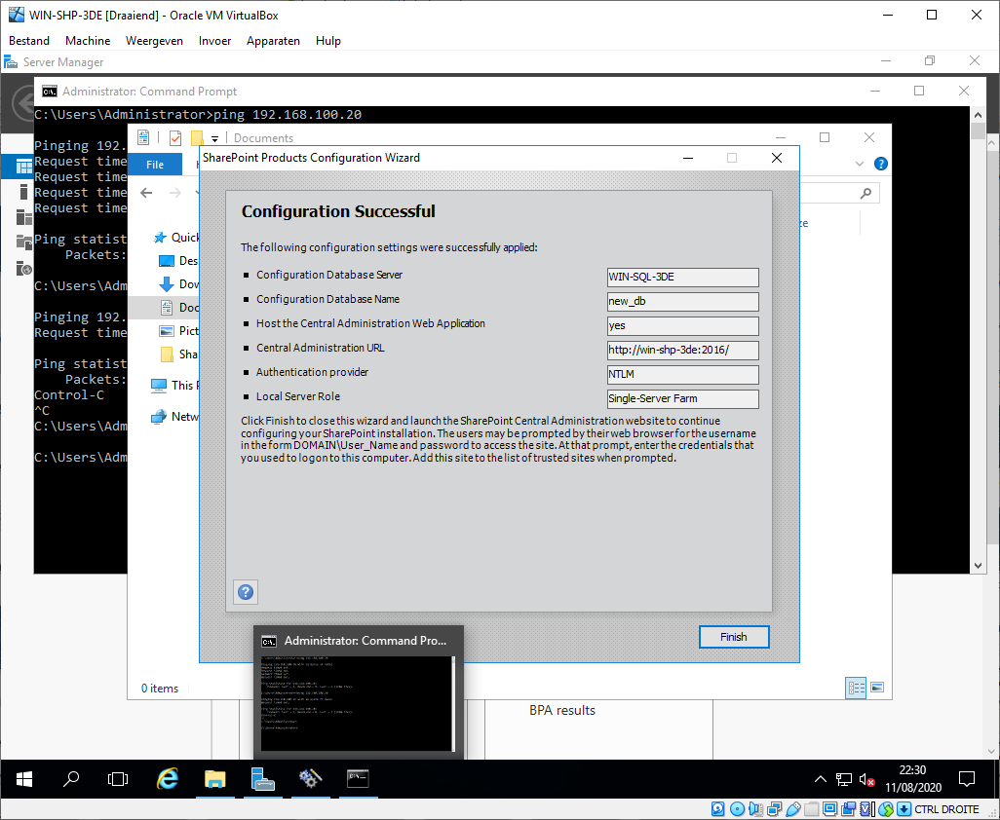 WIN-SHP-3DE [Draaiend] - Oracle VM VirtualBox
Bestand Machine Weergeven Invoer Apparaten Hulp
Server Manager
Administrator: Command Prompt
C:\Users\Administrator>ping 192.168.100.20
Pinging 192.
Request time
Request time
Request time
Request time
Ping statist
Packets:
C:\Users\Adm
Pinging 192.
Request time
Ping statist
Packets:
Control-C
^C
C:\Users\Adm
C:\Users\Adm
Documents
File
Quick
Des
Dov
Doc
Pict
Sha
This P
Netw
ze
0 items
SharePoint Products Configuration Wizard
Configuration Successful
The following configuration settings were successfully applied:
Configuration Database Server WIN-SQL-3DE
Configuration Database Name new_db
Host the Central Administration Web Application yes
Central Administration URL http://win-shp-3de:2016/
Authentication provider NTLM
Local Server Role Single-Server Farm
Click Finish to close this wizard and launch the SharePoint Central Administration website to continue
configuring your SharePoint installation. The users may be prompted by their web browser for the username
in the form DOMAIN\User_Name and password to access the site. At that prompt, enter the credentials that
you used to logon to this computer. Add this site to the list of trusted sites when prompted.
Finish
Administrator: Command Pro...
BPA results
22:30
11/08/2020
CTRL DROITE